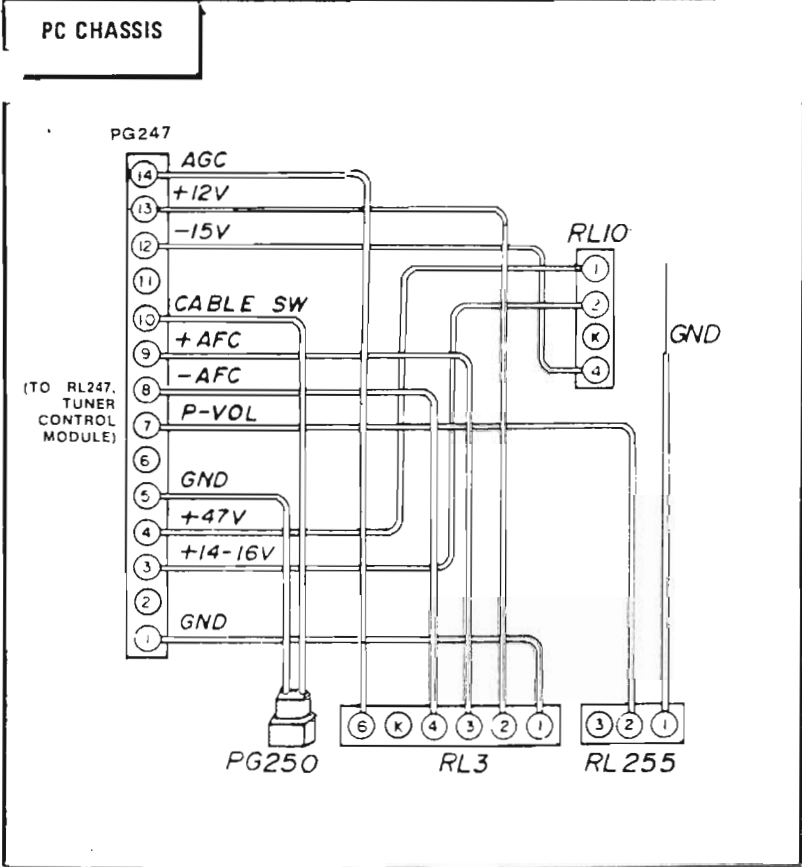 PC CHASSIS
PG247
14 AGC
13 +12V
12 -15V
11
10 CABLE SW
9 +AFC
8 -AFC
7 P-VOL
6
5 GND
4 +47V
3 +14-16V
2
1 GND
(TO RL247,
TUNER
CONTROL
MODULE)
RL10
1
2
K
4
GND
PG250
6 K 4 3 2 1
RL3
3 2 1
RL255